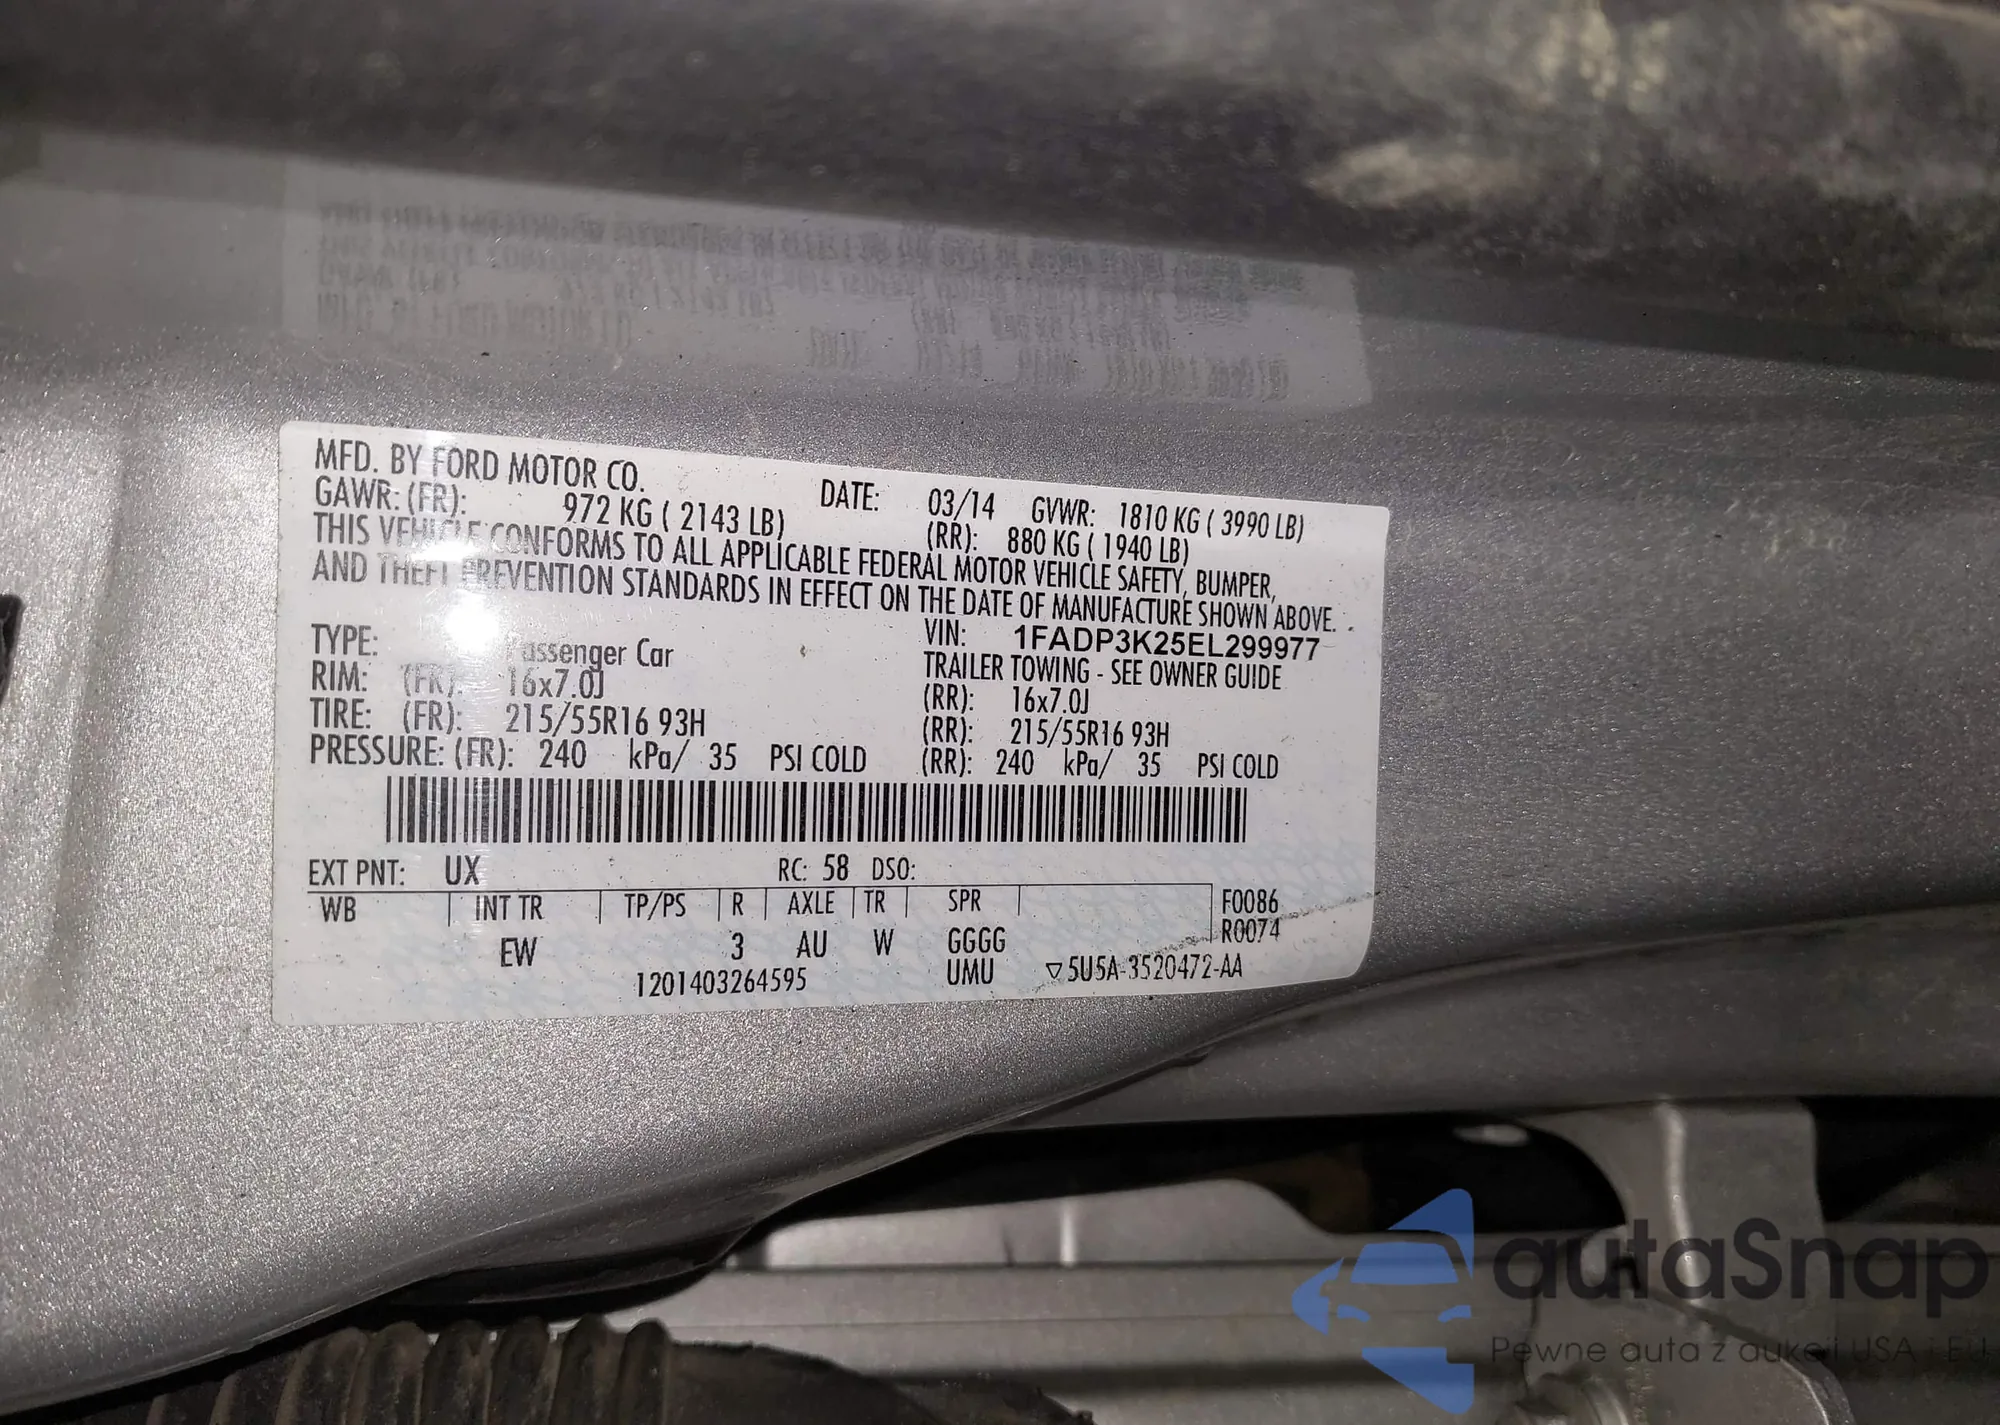 MFD. BY FORD MOTOR CO. DATE: 03/14 GVWR: 1810 KG ( 3990 LB)
GAWR: (FR): 972 KG ( 2143 LB) (RR): 880 KG ( 1940 LB)
THIS VEHICLE CONFORMS TO ALL APPLICABLE FEDERAL MOTOR VEHICLE SAFETY, BUMPER,
AND THEFT PREVENTION STANDARDS IN EFFECT ON THE DATE OF MANUFACTURE SHOWN ABOVE.
VIN: 1FADP3K25EL299977
TYPE: Passenger Car TRAILER TOWING - SEE OWNER GUIDE
RIM: (FR): 16x7.0J (RR): 16x7.0J
TIRE: (FR): 215/55R16 93H (RR): 215/55R16 93H
PRESSURE: (FR): 240 kPa/ 35 PSI COLD (RR): 240 kPa/ 35 PSI COLD
EXT PNT: UX RC: 58 DSO:
WB INT TR TP/PS R AXLE TR SPR F0086
EW 3 AU W GGGG R0074
1201403264595 UMU ▽5U5A-3520472-AA
autaSnap
Pewne auta z aukcji USA i EU